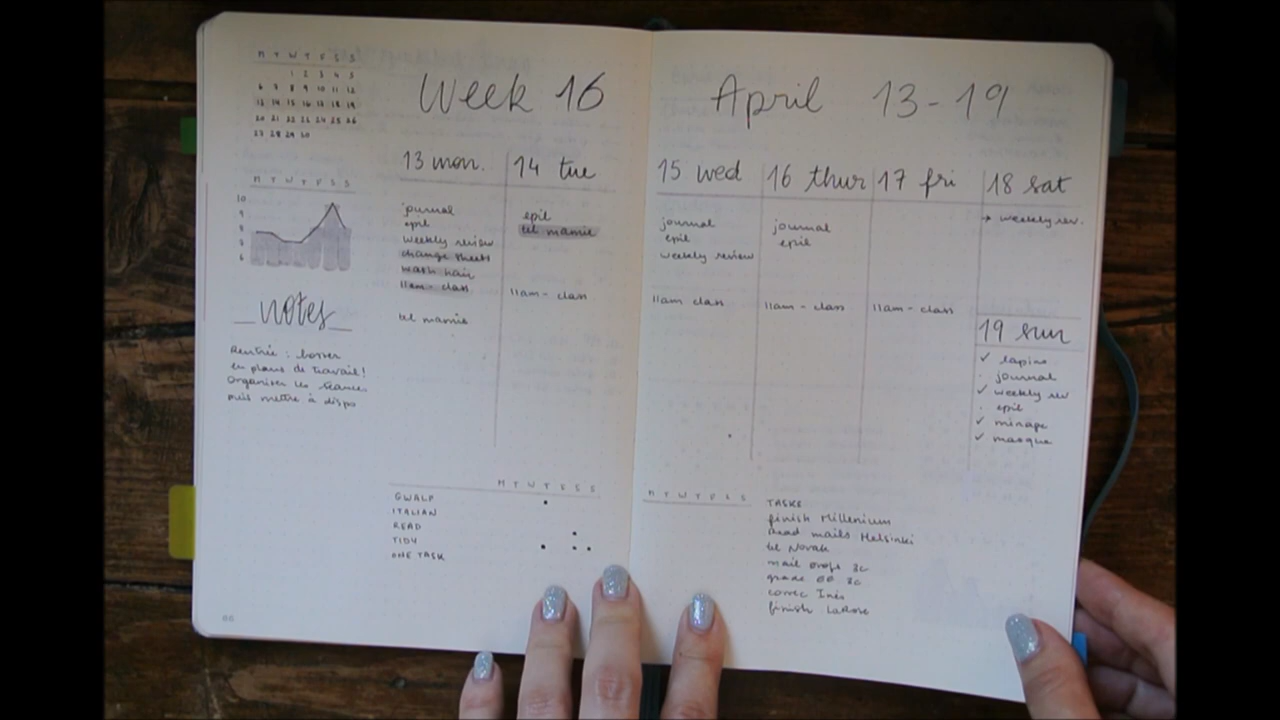 M T W T F S S
1 2 3 4 5
6 7 8 9 10 11 12
13 14 15 16 17 18 19
20 21 22 23 24 25 26
27 28 29 30
Week 16
13 mon.
14 tue
journal
epil
weekly review
change sheets
wash hair
11am - class
tel mamie
epil
tel mamie
11am - class
M T W T F S S
10
9
8
7
6
notes
Rentrée : bosser
en plans de travail!
Organiser les séances
puis mettre à dispo
M T W T F S S
GWALP
ITALIAN
READ
TIDY
ONE TASK
April 13-19
15 wed
16 thur
17 fri
18 sat
journal
epil
weekly review
11am class
journal
epil
11am - class
11am - class
→ weekly rev.
19 sun
✓ lapins
· journal
✓ weekly rev
· epil
✓ ménage
✓ masque
M T W T F S S
TASKS
finish Millenium
read mails Helsinki
tel Novak
mail 3c
grade 3c
correc Inès
finish